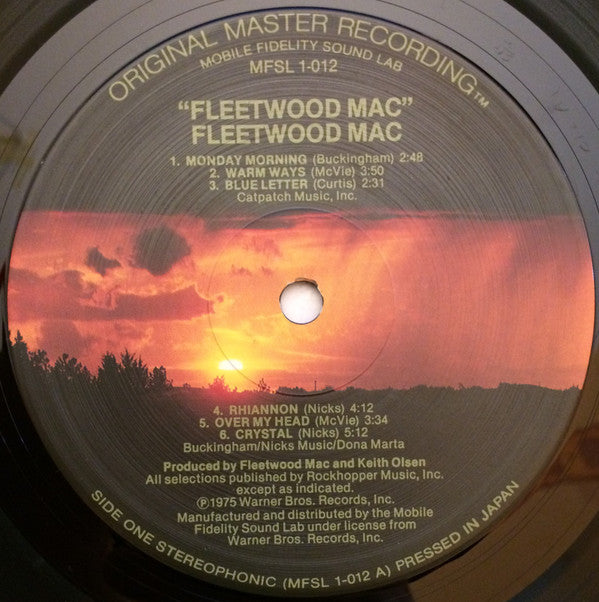 ORIGINAL MASTER RECORDING™
MOBILE FIDELITY SOUND LAB
MFSL 1-012
"FLEETWOOD MAC"
FLEETWOOD MAC
1. MONDAY MORNING (Buckingham) 2:48
2. WARM WAYS (McVie) 3:50
3. BLUE LETTER (Curtis) 2:31
Catpatch Music, Inc.
4. RHIANNON (Nicks) 4:12
5. OVER MY HEAD (McVie) 3:34
6. CRYSTAL (Nicks) 5:12
Buckingham/Nicks Music/Dona Marta
Produced by Fleetwood Mac and Keith Olsen
All selections published by Rockhopper Music, Inc.
except as indicated.
℗1975 Warner Bros. Records, Inc.
Manufactured and distributed by the Mobile
Fidelity Sound Lab under license from
Warner Bros. Records, Inc.
SIDE ONE STEREOPHONIC (MFSL 1-012 A) PRESSED IN JAPAN